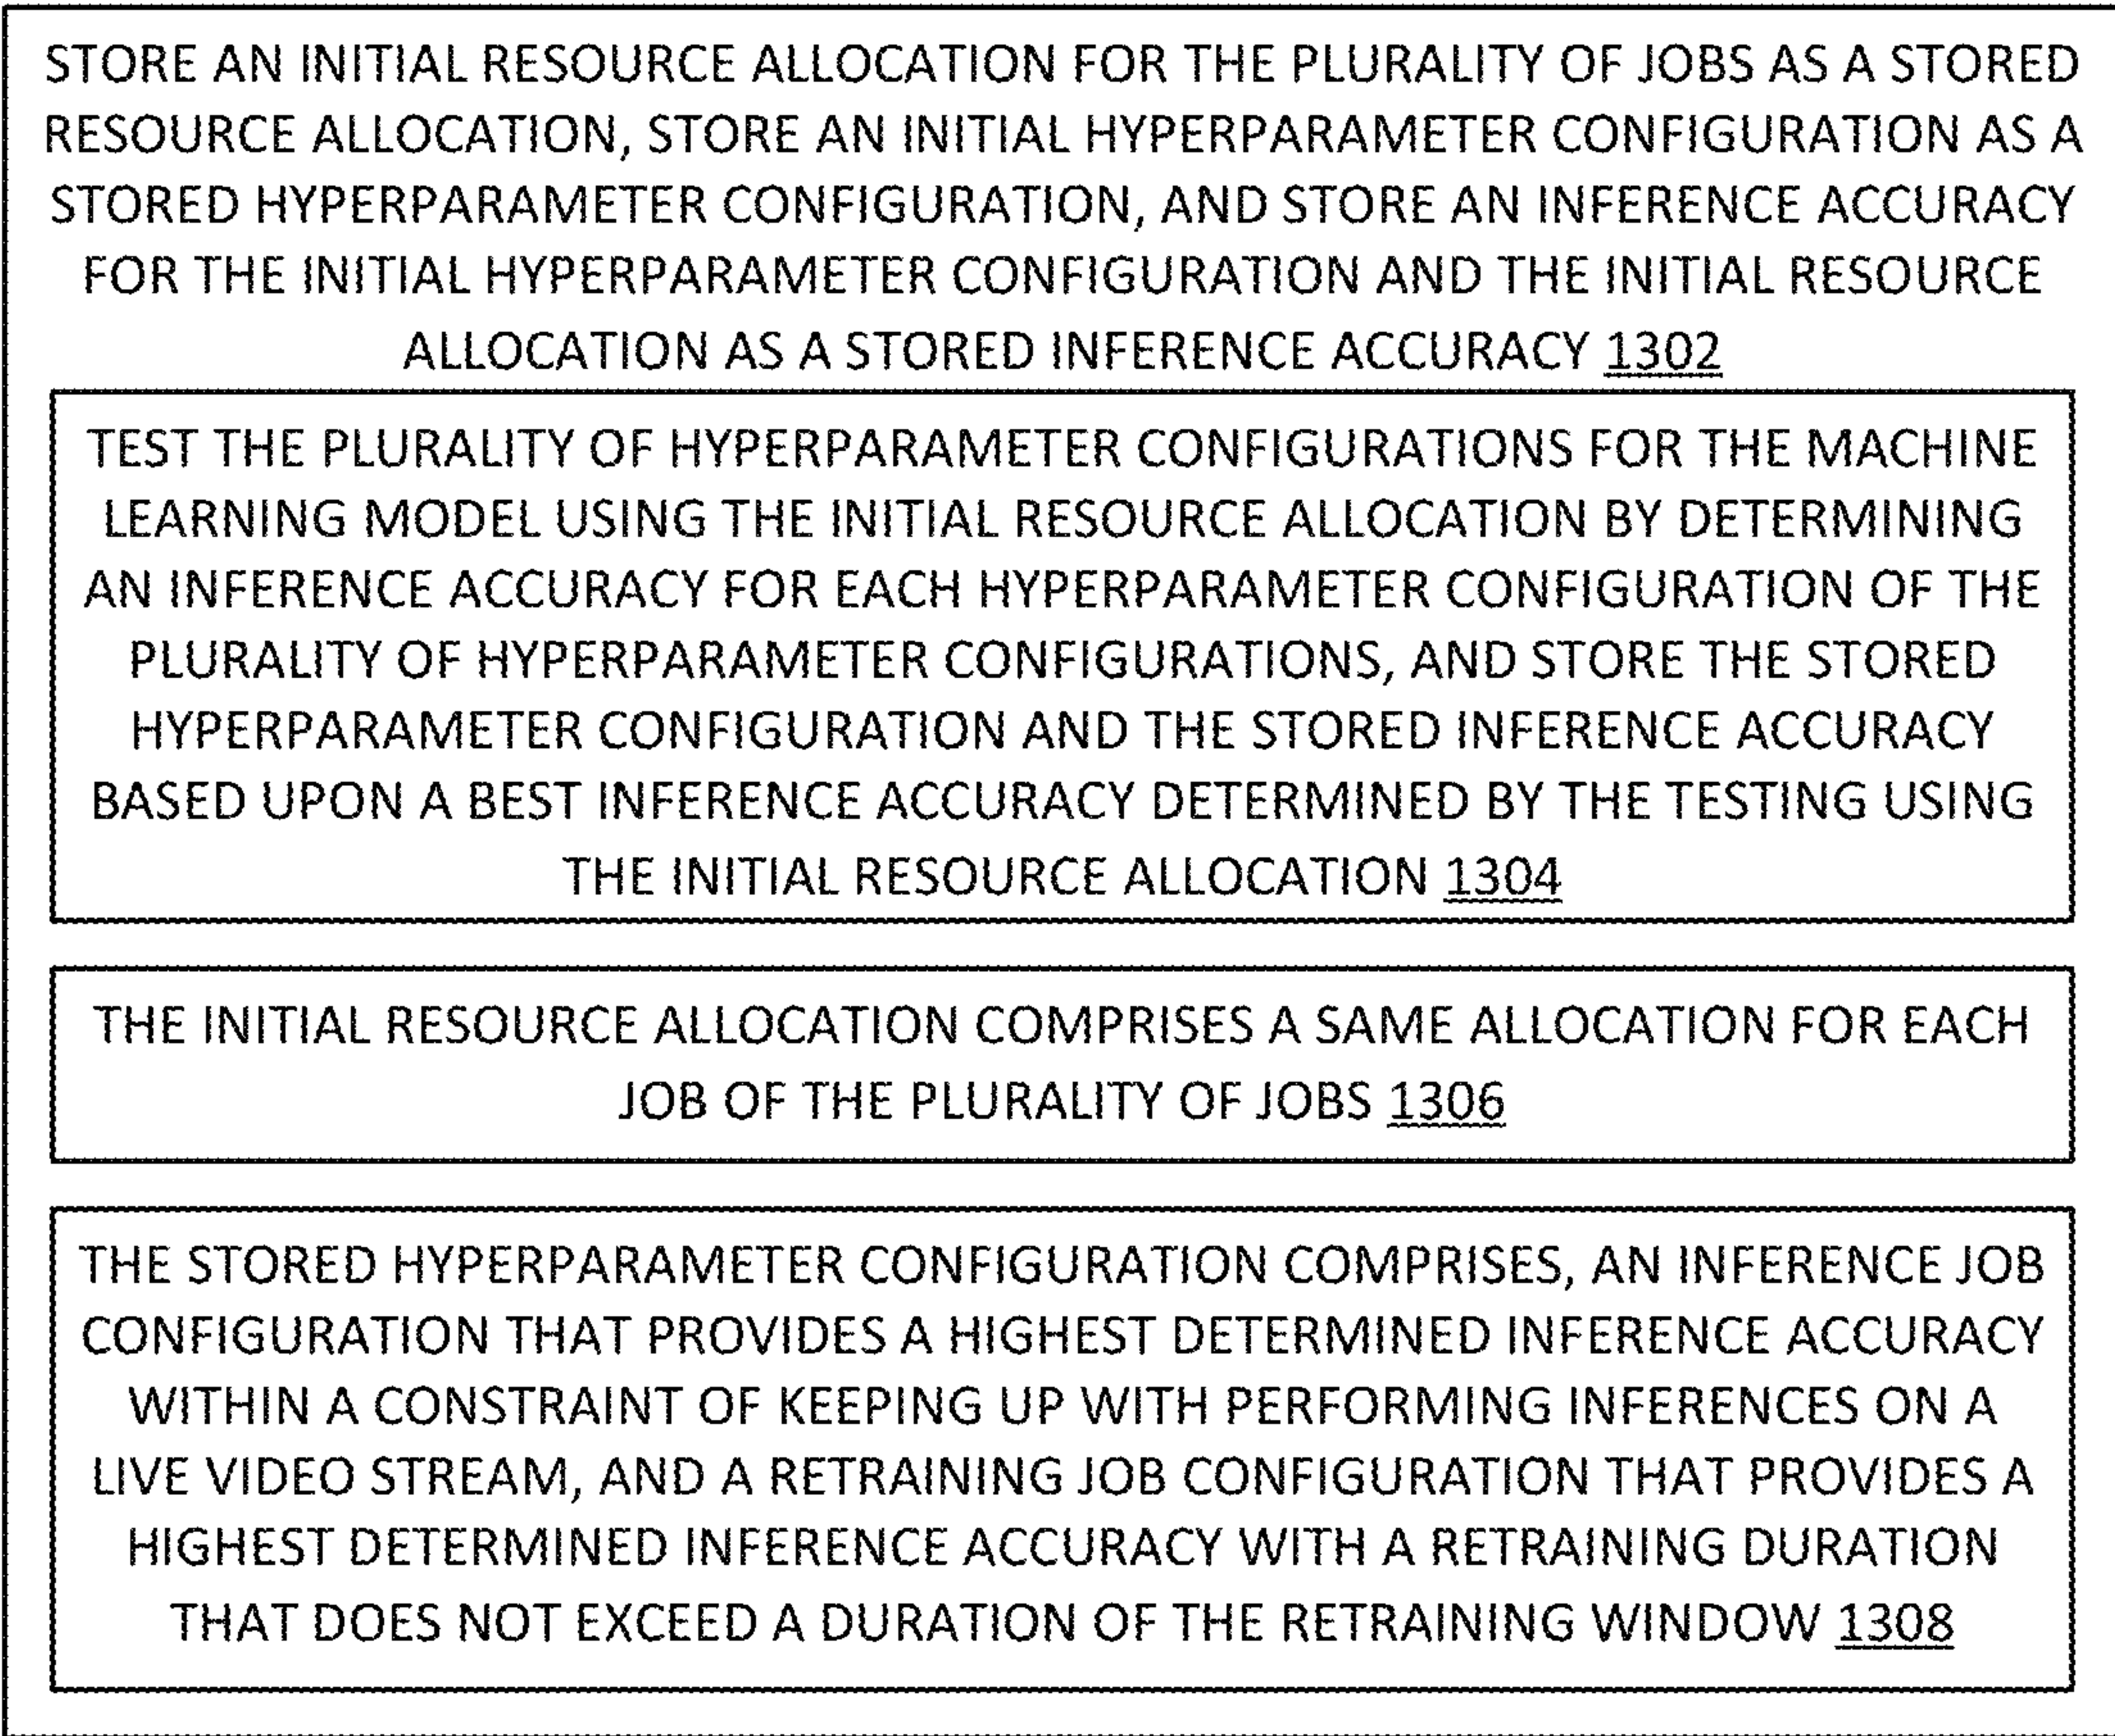 STORE AN INITIAL RESOURCE ALLOCATION FOR THE PLURALITY OF JOBS AS A STORED
RESOURCE ALLOCATION, STORE AN INITIAL HYPERPARAMETER CONFIGURATION AS A
STORED HYPERPARAMETER CONFIGURATION, AND STORE AN INFERENCE ACCURACY
FOR THE INITIAL HYPERPARAMETER CONFIGURATION AND THE INITIAL RESOURCE
ALLOCATION AS A STORED INFERENCE ACCURACY 1302
TEST THE PLURALITY OF HYPERPARAMETER CONFIGURATIONS FOR THE MACHINE
LEARNING MODEL USING THE INITIAL RESOURCE ALLOCATION BY DETERMINING
AN INFERENCE ACCURACY FOR EACH HYPERPARAMETER CONFIGURATION OF THE
PLURALITY OF HYPERPARAMETER CONFIGURATIONS, AND STORE THE STORED
HYPERPARAMETER CONFIGURATION AND THE STORED INFERENCE ACCURACY
BASED UPON A BEST INFERENCE ACCURACY DETERMINED BY THE TESTING USING
THE INITIAL RESOURCE ALLOCATION 1304
THE INITIAL RESOURCE ALLOCATION COMPRISES A SAME ALLOCATION FOR EACH
JOB OF THE PLURALITY OF JOBS 1306
THE STORED HYPERPARAMETER CONFIGURATION COMPRISES, AN INFERENCE JOB
CONFIGURATION THAT PROVIDES A HIGHEST DETERMINED INFERENCE ACCURACY
WITHIN A CONSTRAINT OF KEEPING UP WITH PERFORMING INFERENCES ON A
LIVE VIDEO STREAM, AND A RETRAINING JOB CONFIGURATION THAT PROVIDES A
HIGHEST DETERMINED INFERENCE ACCURACY WITH A RETRAINING DURATION
THAT DOES NOT EXCEED A DURATION OF THE RETRAINING WINDOW 1308